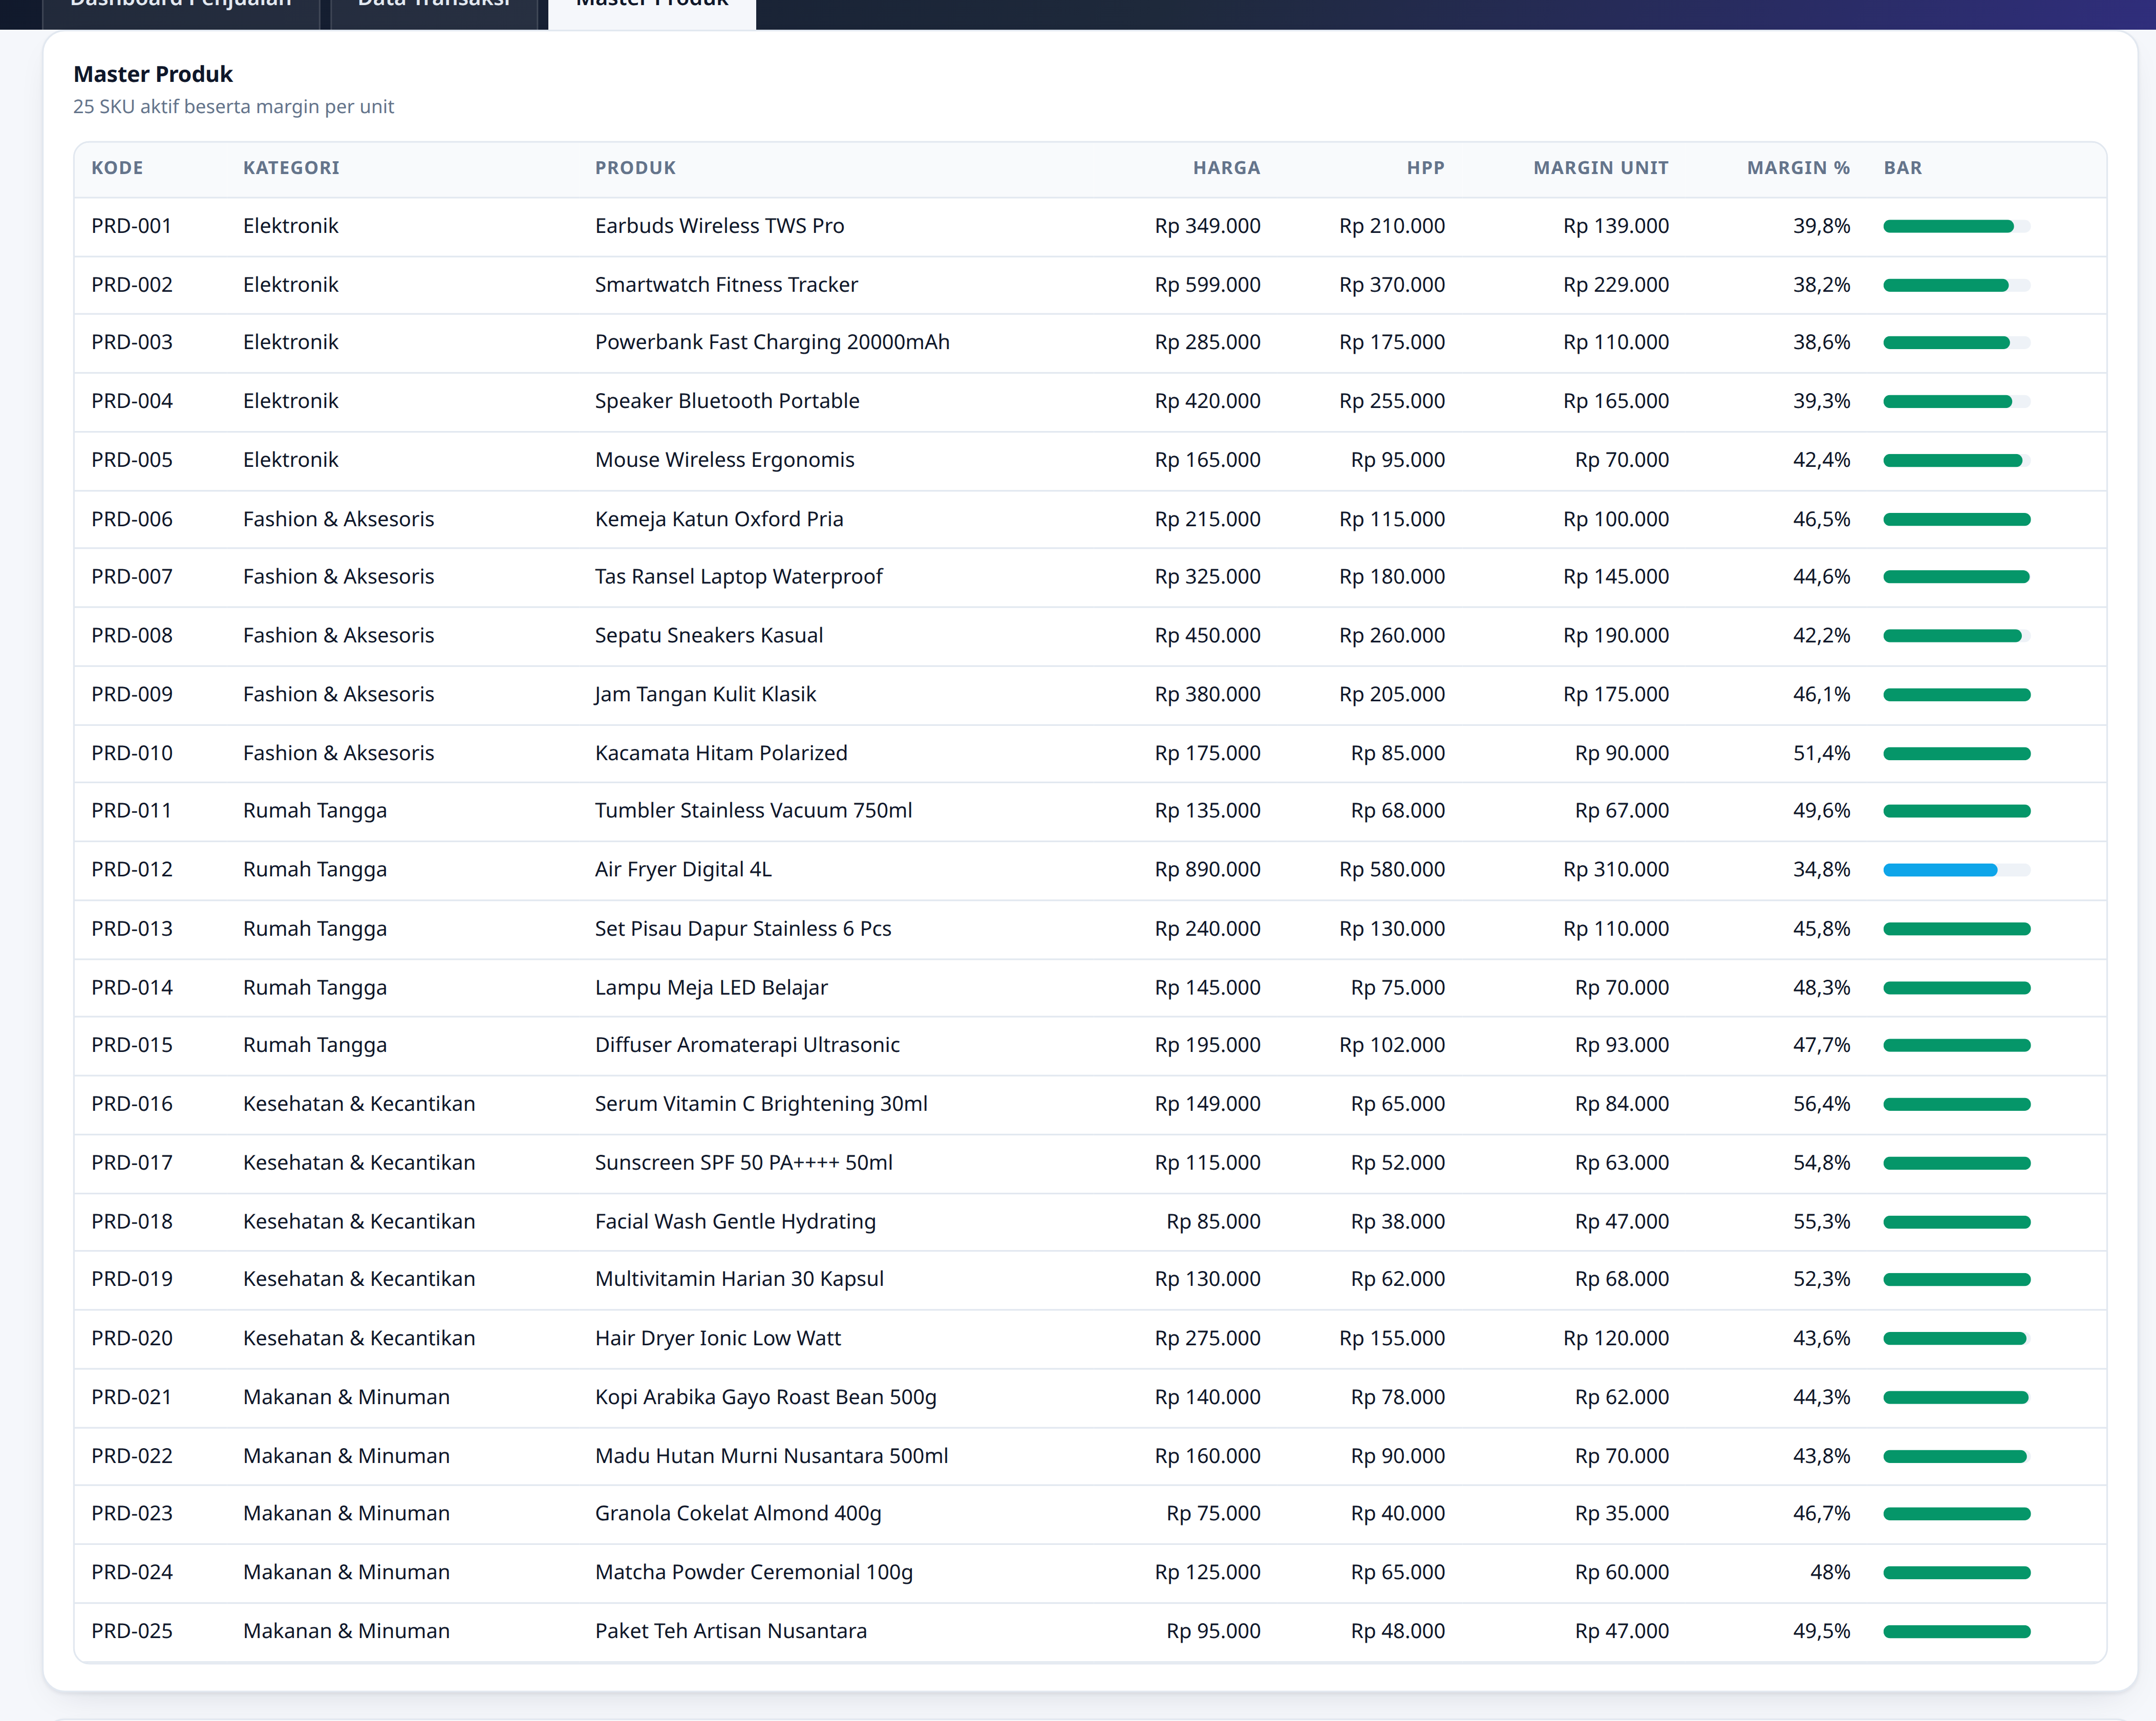 Dashboard Penjualan Data Transaksi Master Produk
Master Produk
25 SKU aktif beserta margin per unit
KODE KATEGORI PRODUK HARGA HPP MARGIN UNIT MARGIN % BAR
PRD-001 Elektronik Earbuds Wireless TWS Pro Rp 349.000 Rp 210.000 Rp 139.000 39,8%
PRD-002 Elektronik Smartwatch Fitness Tracker Rp 599.000 Rp 370.000 Rp 229.000 38,2%
PRD-003 Elektronik Powerbank Fast Charging 20000mAh Rp 285.000 Rp 175.000 Rp 110.000 38,6%
PRD-004 Elektronik Speaker Bluetooth Portable Rp 420.000 Rp 255.000 Rp 165.000 39,3%
PRD-005 Elektronik Mouse Wireless Ergonomis Rp 165.000 Rp 95.000 Rp 70.000 42,4%
PRD-006 Fashion & Aksesoris Kemeja Katun Oxford Pria Rp 215.000 Rp 115.000 Rp 100.000 46,5%
PRD-007 Fashion & Aksesoris Tas Ransel Laptop Waterproof Rp 325.000 Rp 180.000 Rp 145.000 44,6%
PRD-008 Fashion & Aksesoris Sepatu Sneakers Kasual Rp 450.000 Rp 260.000 Rp 190.000 42,2%
PRD-009 Fashion & Aksesoris Jam Tangan Kulit Klasik Rp 380.000 Rp 205.000 Rp 175.000 46,1%
PRD-010 Fashion & Aksesoris Kacamata Hitam Polarized Rp 175.000 Rp 85.000 Rp 90.000 51,4%
PRD-011 Rumah Tangga Tumbler Stainless Vacuum 750ml Rp 135.000 Rp 68.000 Rp 67.000 49,6%
PRD-012 Rumah Tangga Air Fryer Digital 4L Rp 890.000 Rp 580.000 Rp 310.000 34,8%
PRD-013 Rumah Tangga Set Pisau Dapur Stainless 6 Pcs Rp 240.000 Rp 130.000 Rp 110.000 45,8%
PRD-014 Rumah Tangga Lampu Meja LED Belajar Rp 145.000 Rp 75.000 Rp 70.000 48,3%
PRD-015 Rumah Tangga Diffuser Aromaterapi Ultrasonic Rp 195.000 Rp 102.000 Rp 93.000 47,7%
PRD-016 Kesehatan & Kecantikan Serum Vitamin C Brightening 30ml Rp 149.000 Rp 65.000 Rp 84.000 56,4%
PRD-017 Kesehatan & Kecantikan Sunscreen SPF 50 PA++++ 50ml Rp 115.000 Rp 52.000 Rp 63.000 54,8%
PRD-018 Kesehatan & Kecantikan Facial Wash Gentle Hydrating Rp 85.000 Rp 38.000 Rp 47.000 55,3%
PRD-019 Kesehatan & Kecantikan Multivitamin Harian 30 Kapsul Rp 130.000 Rp 62.000 Rp 68.000 52,3%
PRD-020 Kesehatan & Kecantikan Hair Dryer Ionic Low Watt Rp 275.000 Rp 155.000 Rp 120.000 43,6%
PRD-021 Makanan & Minuman Kopi Arabika Gayo Roast Bean 500g Rp 140.000 Rp 78.000 Rp 62.000 44,3%
PRD-022 Makanan & Minuman Madu Hutan Murni Nusantara 500ml Rp 160.000 Rp 90.000 Rp 70.000 43,8%
PRD-023 Makanan & Minuman Granola Cokelat Almond 400g Rp 75.000 Rp 40.000 Rp 35.000 46,7%
PRD-024 Makanan & Minuman Matcha Powder Ceremonial 100g Rp 125.000 Rp 65.000 Rp 60.000 48%
PRD-025 Makanan & Minuman Paket Teh Artisan Nusantara Rp 95.000 Rp 48.000 Rp 47.000 49,5%